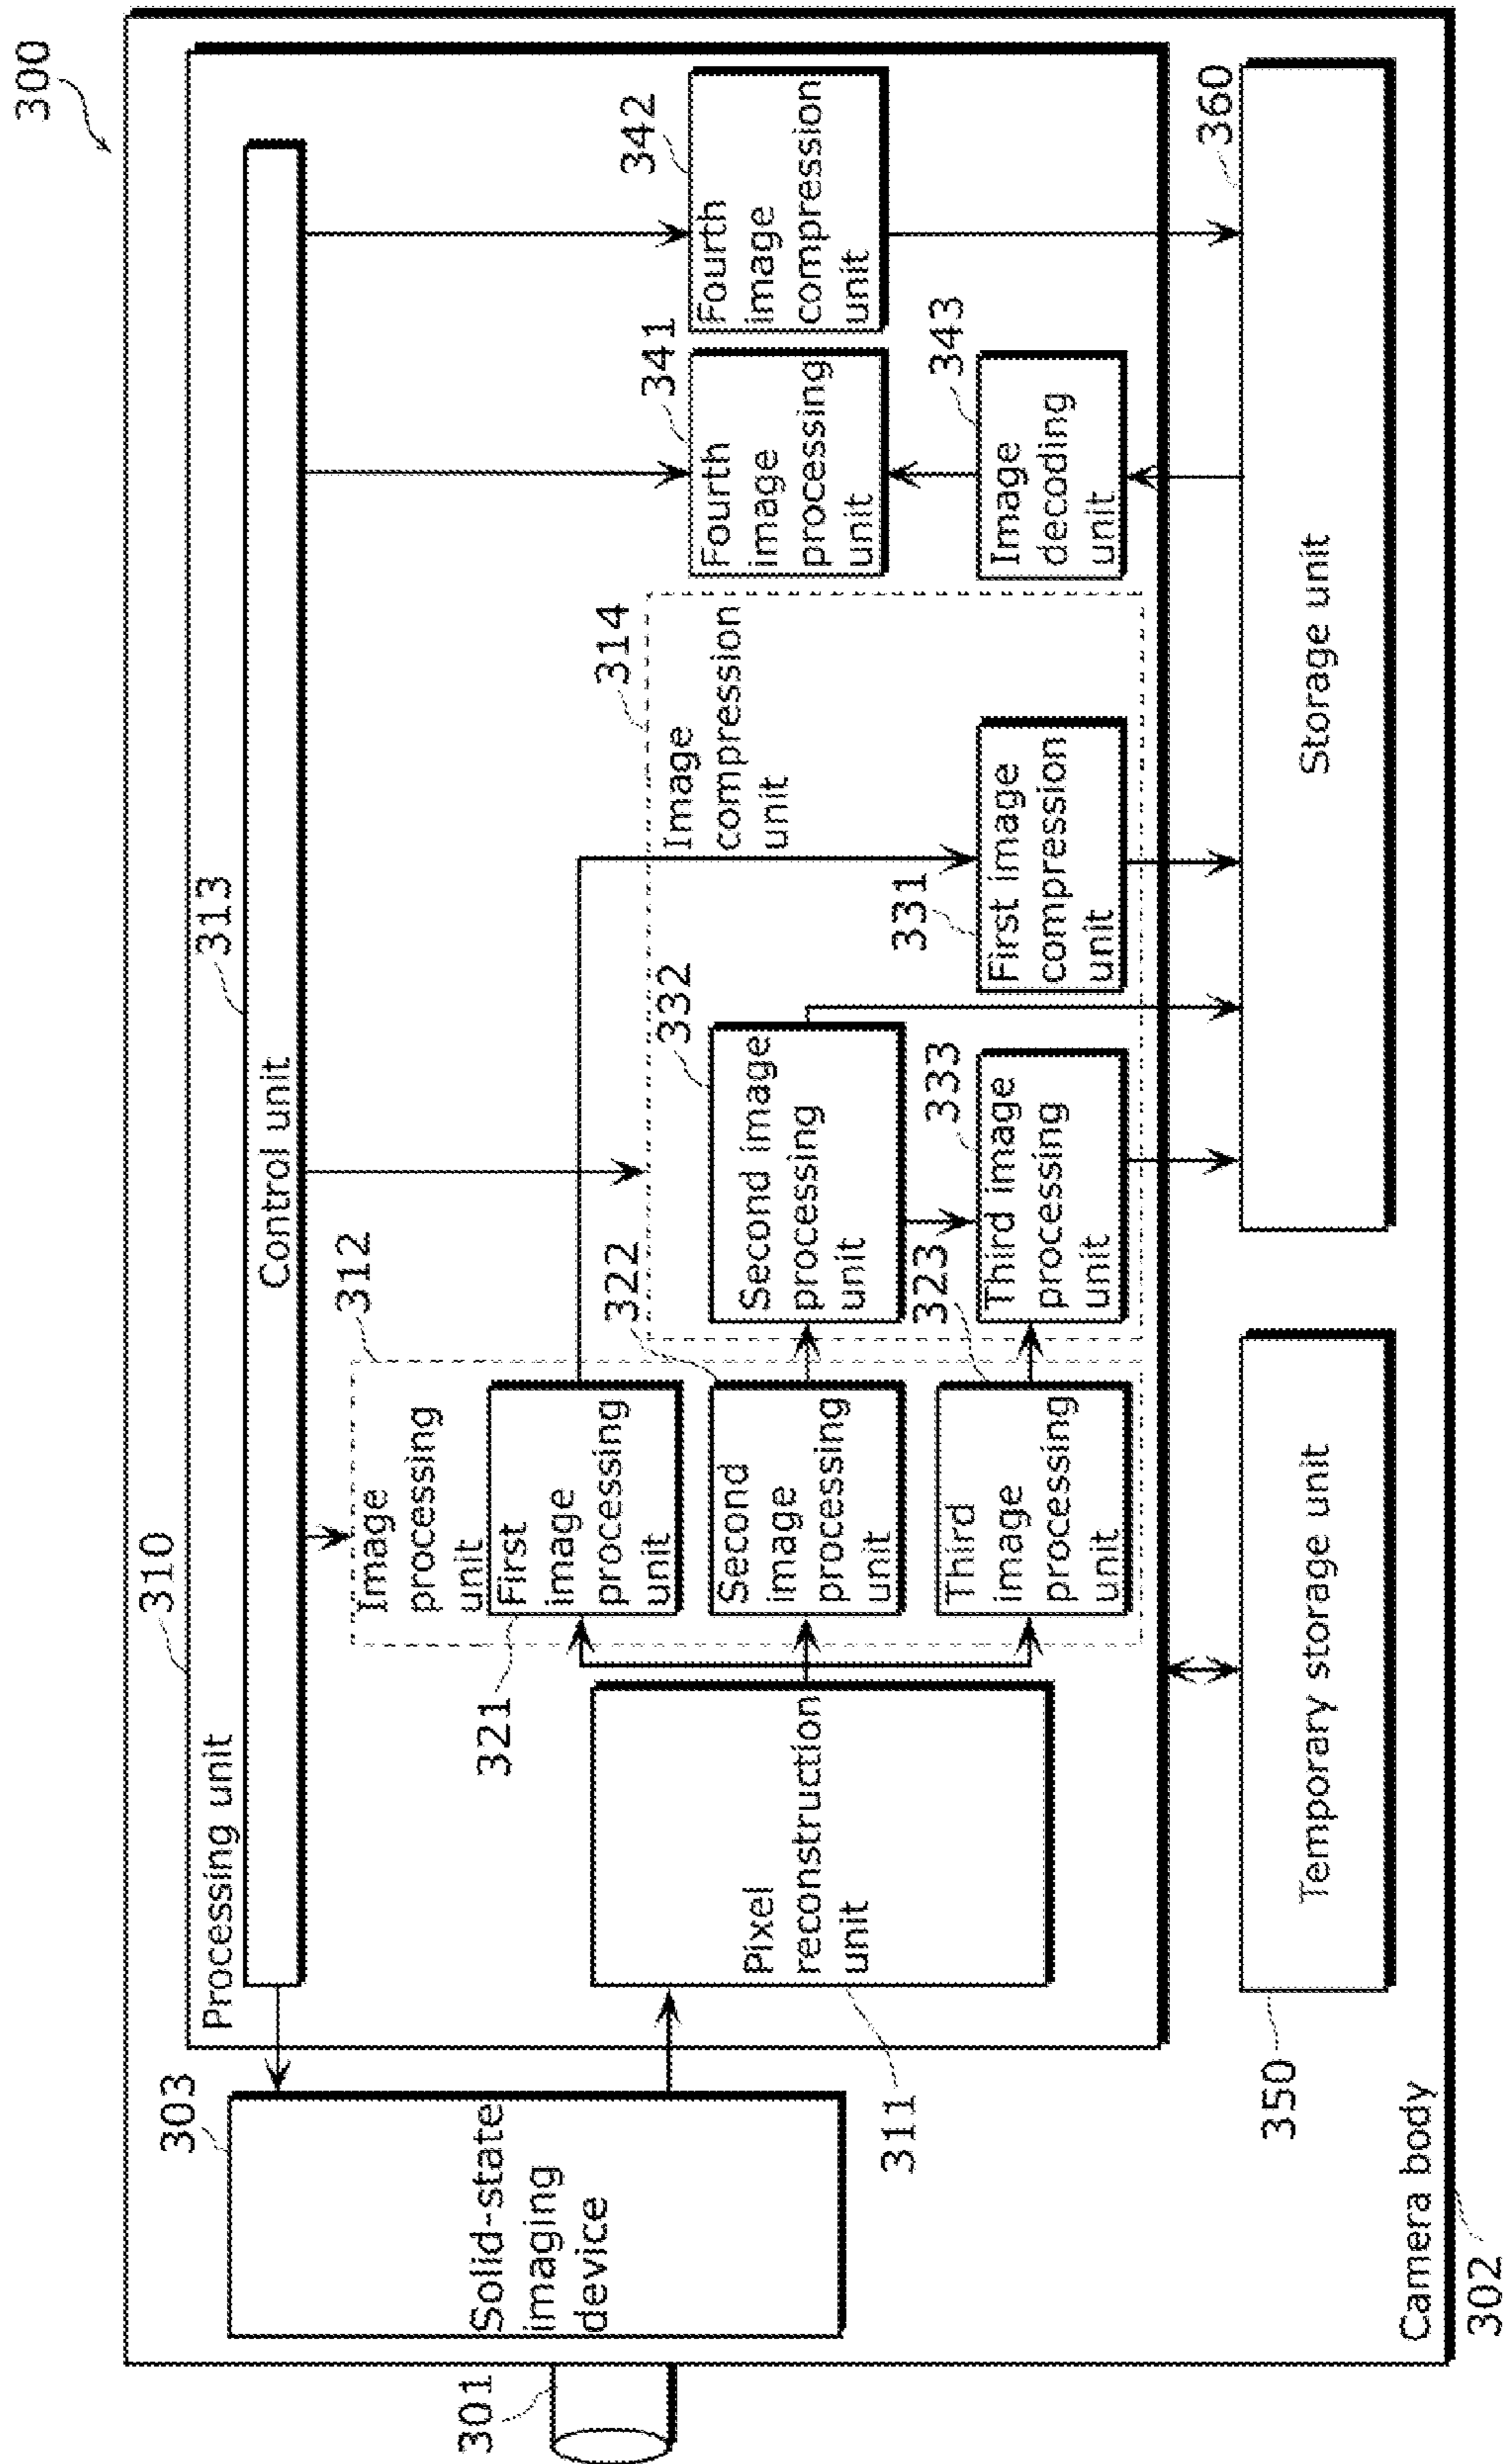 300
310
Processing unit
313
Control unit
303
Solid-state
imaging
device
301
311
Pixel
reconstruction
unit
312
Image
processing
unit
321
First
image
processing
unit
322
Second
image
processing
unit
323
Third
image
processing
unit
314
Image
compression
unit
332
Second image
processing
unit
333
Third image
processing
unit
331
First image
compression
unit
341
Fourth
image
processing
unit
342
Fourth
image
compression
unit
343
Image
decoding
unit
350
Temporary storage unit
360
Storage unit
Camera body
302